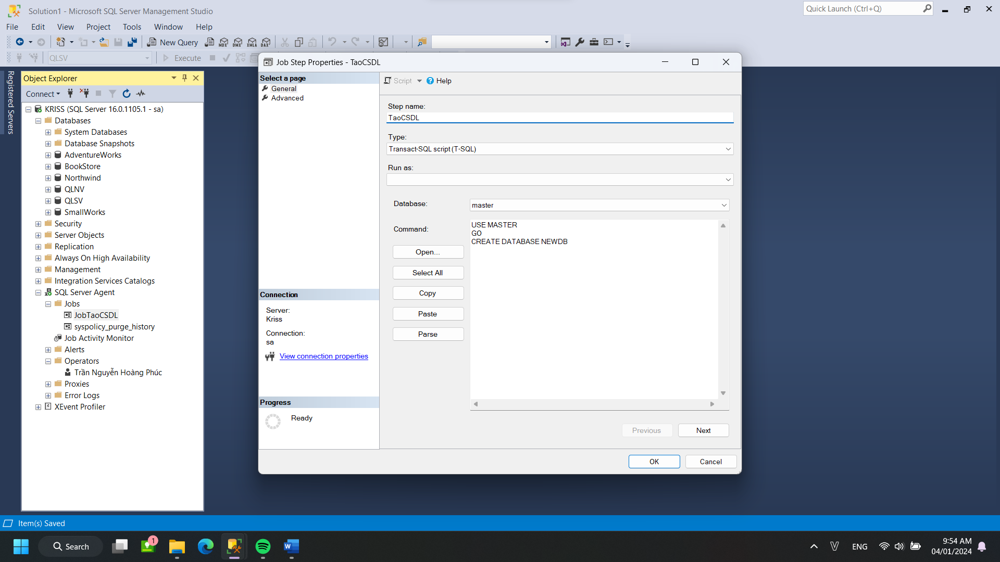 Solution1 - Microsoft SQL Server Management Studio
Quick Launch (Ctrl+Q)
File Edit View Project Tools Window Help
New Query MDX DMX XMLA DAX
QLSV Execute
Registered Servers
Object Explorer
Connect
KRISS (SQL Server 16.0.1105.1 - sa)
Databases
System Databases
Database Snapshots
AdventureWorks
BookStore
Northwind
QLNV
QLSV
SmallWorks
Security
Server Objects
Replication
Always On High Availability
Management
Integration Services Catalogs
SQL Server Agent
Jobs
JobTaoCSDL
syspolicy_purge_history
Job Activity Monitor
Alerts
Operators
Trần Nguyễn Hoàng Phúc
Proxies
Error Logs
XEvent Profiler
Job Step Properties - TaoCSDL
Select a page
General
Advanced
Connection
Server:
Kriss
Connection:
sa
View connection properties
Progress
Ready
Script Help
Step name:
TaoCSDL
Type:
Transact-SQL script (T-SQL)
Run as:
Database:
master
Command:
USE MASTER
GO
CREATE DATABASE NEWDB
Open...
Select All
Copy
Paste
Parse
Previous Next
OK Cancel
Item(s) Saved
Search
1
ENG
9:54 AM
04/01/2024